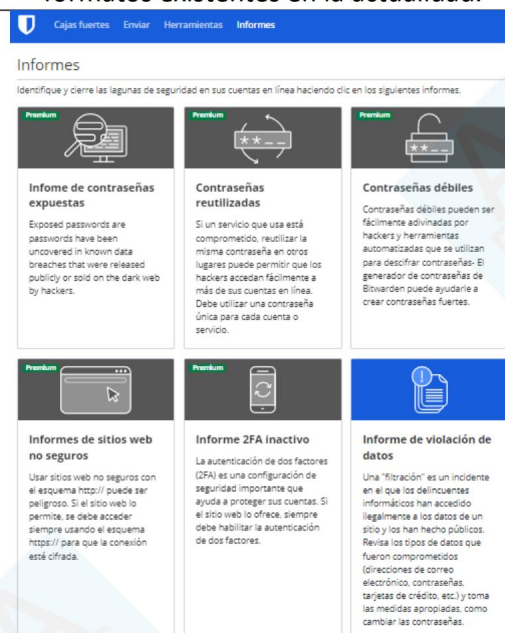 formatos existentes en la actualidad.
Cajas fuertes Enviar Herramientas Informes
Informes
Identifique y cierre las lagunas de seguridad en sus cuentas en línea haciendo clic en los siguientes informes.
Premium
Infome de contraseñas
expuestas
Exposed passwords are
passwords have been
uncovered in known data
breaches that were released
publicly or sold on the dark web
by hackers.
Premium
Contraseñas
reutilizadas
Si un servicio que usa está
comprometido, reutilizar la
misma contraseña en otros
lugares puede permitir que los
hackers accedan fácilmente a
más de sus cuentas en línea.
Debe utilizar una contraseña
única para cada cuenta o
servicio.
Premium
Contraseñas débiles
Contraseñas débiles pueden ser
fácilmente adivinadas por
hackers y herramientas
automatizadas que se utilizan
para descifrar contraseñas- El
generador de contraseñas de
Bitwarden puede ayudarle a
crear contraseñas fuertes.
Premium
Informes de sitios web
no seguros
Usar sitios web no seguros con
el esquema http:// puede ser
peligroso. Si el sitio web lo
permite, se debe acceder
siempre usando el esquema
https:// para que la conexión
esté cifrada.
Premium
Informe 2FA inactivo
La autenticación de dos factores
(2FA) es una configuración de
seguridad importante que
ayuda a proteger sus cuentas. Si
el sitio web lo ofrece, siempre
debe habilitar la autenticación
de dos factores.
Informe de violación de
datos
Una "filtración" es un incidente
en el que los delincuentes
informáticos han accedido
ilegalmente a los datos de un
sitio y los han hecho públicos.
Revisa los tipos de datos que
fueron comprometidos
(direcciones de correo
electrónico, contraseñas,
tarjetas de crédito, etc.) y toma
las medidas apropiadas, como
cambiar las contraseñas.